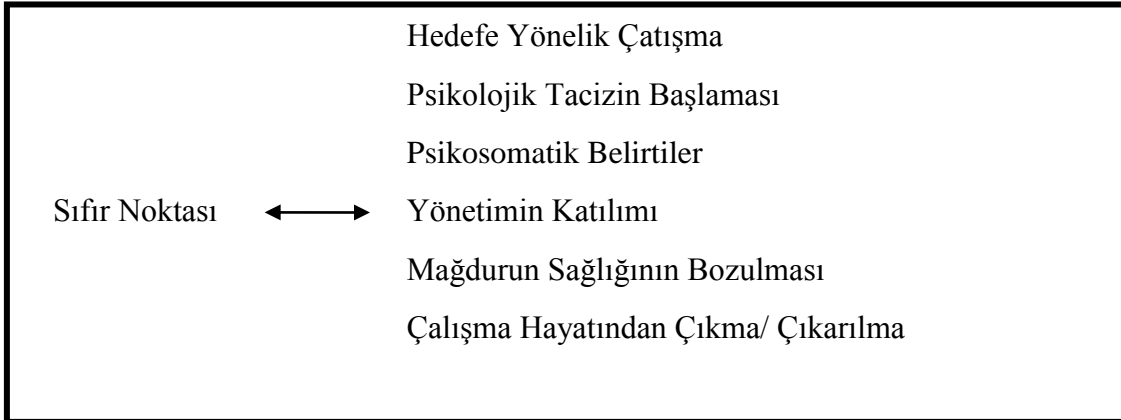 Hedefe Yönelik Çatışma
Psikolojik Tacizin Başlaması
Psikosomatik Belirtiler
Sıfır Noktası Yönetimin Katılımı
Mağdurun Sağlığının Bozulması
Çalışma Hayatından Çıkma/ Çıkarılma